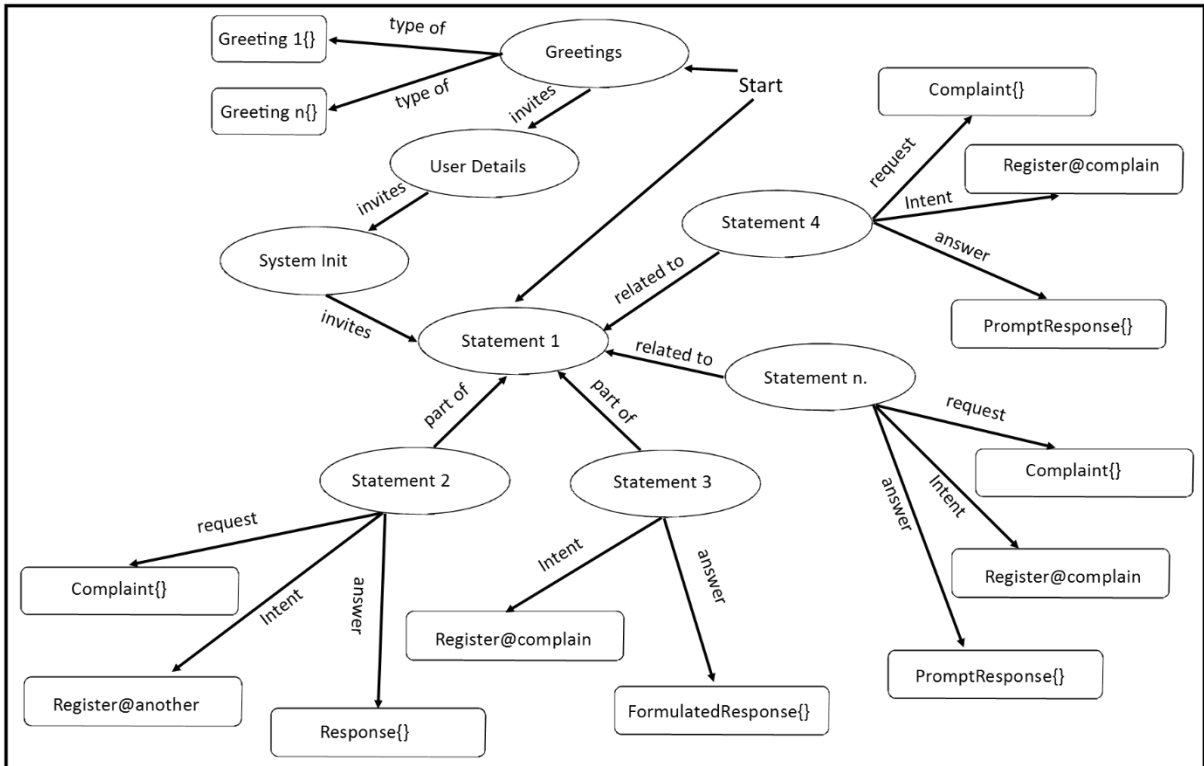 Greeting 1{}
type of
Greetings
Greeting n{}
type of
Start
invites
Complaint{}
User Details
request
Register@complain
invites
Intent
Statement 4
answer
System Init
related to
invites
PromptResponse{}
Statement 1
related to
Statement n.
part of
part of
request
Statement 2
Statement 3
Complaint{}
request
Intent
answer
Intent
answer
Complaint{}
Intent
answer
Register@complain
Register@complain
PromptResponse{}
Register@another
FormulatedResponse{}
Response{}